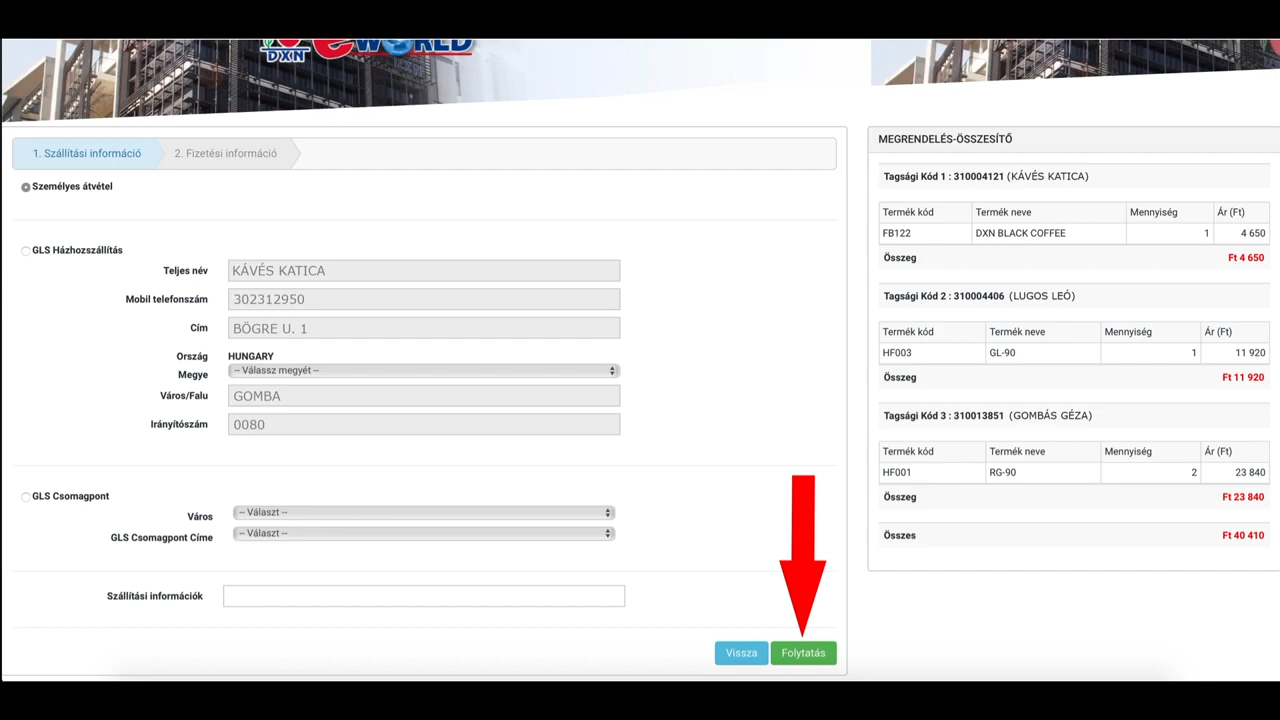 DXN eWORLD
1. Szállítási információ 2. Fizetési információ
Személyes átvétel
GLS Házhozszállítás
Teljes név KÁVÉS KATICA
Mobil telefonszám 302312950
Cím BÖGRE U. 1
Ország HUNGARY
Megye -- Válassz megyét --
Város/Falu GOMBA
Irányítószám 0080
GLS Csomagpont
Város -- Választ --
GLS Csomagpont Címe -- Választ --
Szállítási információk
Vissza Folytatás
MEGRENDELÉS-ÖSSZESÍTŐ
Tagsági Kód 1 : 310004121 (KÁVÉS KATICA)
Termék kód Termék neve Mennyiség Ár (Ft)
FB122 DXN BLACK COFFEE 1 4 650
Összeg Ft 4 650
Tagsági Kód 2 : 310004406 (LUGOS LEÓ)
Termék kód Termék neve Mennyiség Ár (Ft)
HF003 GL-90 1 11 920
Összeg Ft 11 920
Tagsági Kód 3 : 310013851 (GOMBÁS GÉZA)
Termék kód Termék neve Mennyiség Ár (Ft)
HF001 RG-90 2 23 840
Összeg Ft 23 840
Összes Ft 40 410